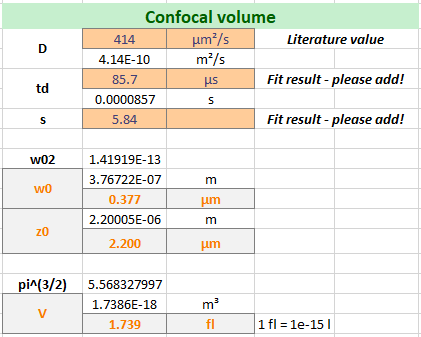 Confocal volume
D 414 µm²/s Literature value
4.14E-10 m²/s
td 85.7 µs Fit result - please add!
0.0000857 s
s 5.84 Fit result - please add!
w02 1.41919E-13
w0 3.76722E-07 m
0.377 µm
z0 2.20005E-06 m
2.200 µm
pi^(3/2) 5.568327997
V 1.7386E-18 m³
1.739 fl 1 fl = 1e-15 l